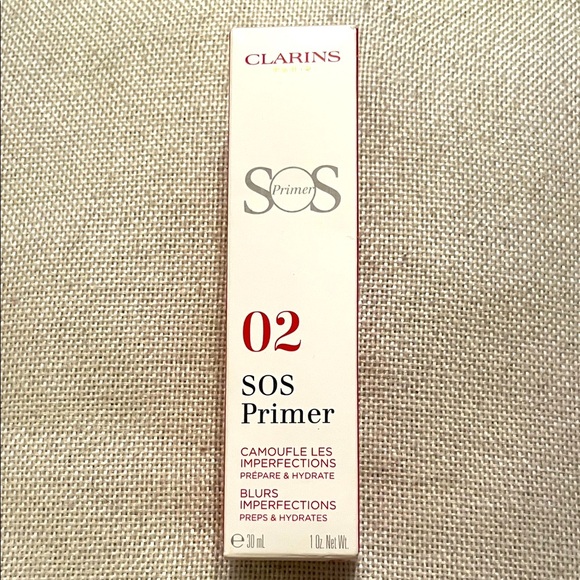 CLARINS
PARIS
SOS
Primer
02
SOS
Primer
CAMOUFLE LES
IMPERFECTIONS
PRÉPARE & HYDRATE
BLURS
IMPERFECTIONS
PREPS & HYDRATES
℮ 30 mL 1 Oz. Net Wt.